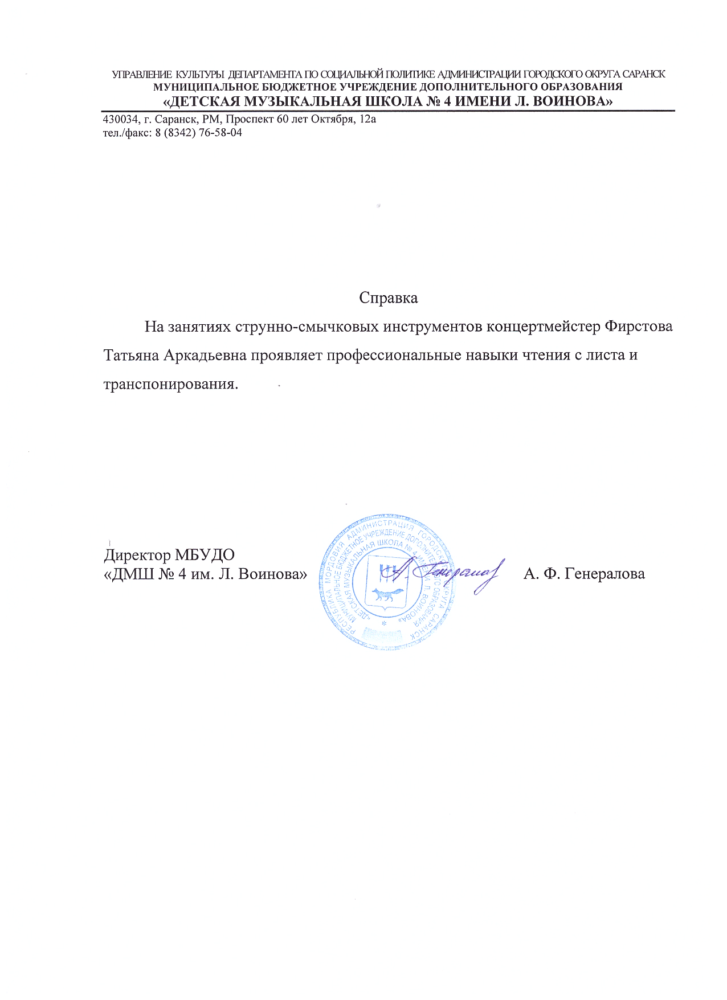 УПРАВЛЕНИЕ КУЛЬТУРЫ ДЕПАРТАМЕНТА ПО СОЦИАЛЬНОЙ ПОЛИТИКЕ АДМИНИСТРАЦИИ ГОРОДСКОГО ОКРУГА САРАНСК
МУНИЦИПАЛЬНОЕ БЮДЖЕТНОЕ УЧРЕЖДЕНИЕ ДОПОЛНИТЕЛЬНОГО ОБРАЗОВАНИЯ
«ДЕТСКАЯ МУЗЫКАЛЬНАЯ ШКОЛА № 4 ИМЕНИ Л. ВОИНОВА»
430034, г. Саранск, РМ, Проспект 60 лет Октября, 12а
тел./факс: 8 (8342) 76-58-04
Справка
На занятиях струнно-смычковых инструментов концертмейстер Фирстова
Татьяна Аркадьевна проявляет профессиональные навыки чтения с листа и
транспонирования.
Директор МБУДО
«ДМШ № 4 им. Л. Воинова» А. Ф. Генералова
РЕСПУБЛИКА МОРДОВИЯ АДМИНИСТРАЦИЯ ГОРОДСКОГО ОКРУГА САРАНСК
МУНИЦИПАЛЬНОЕ БЮДЖЕТНОЕ УЧРЕЖДЕНИЕ ДОПОЛНИТЕЛЬНОГО ОБРАЗОВАНИЯ
«ДЕТСКАЯ МУЗЫКАЛЬНАЯ ШКОЛА № 4 ИМЕНИ Л. ВОИНОВА»